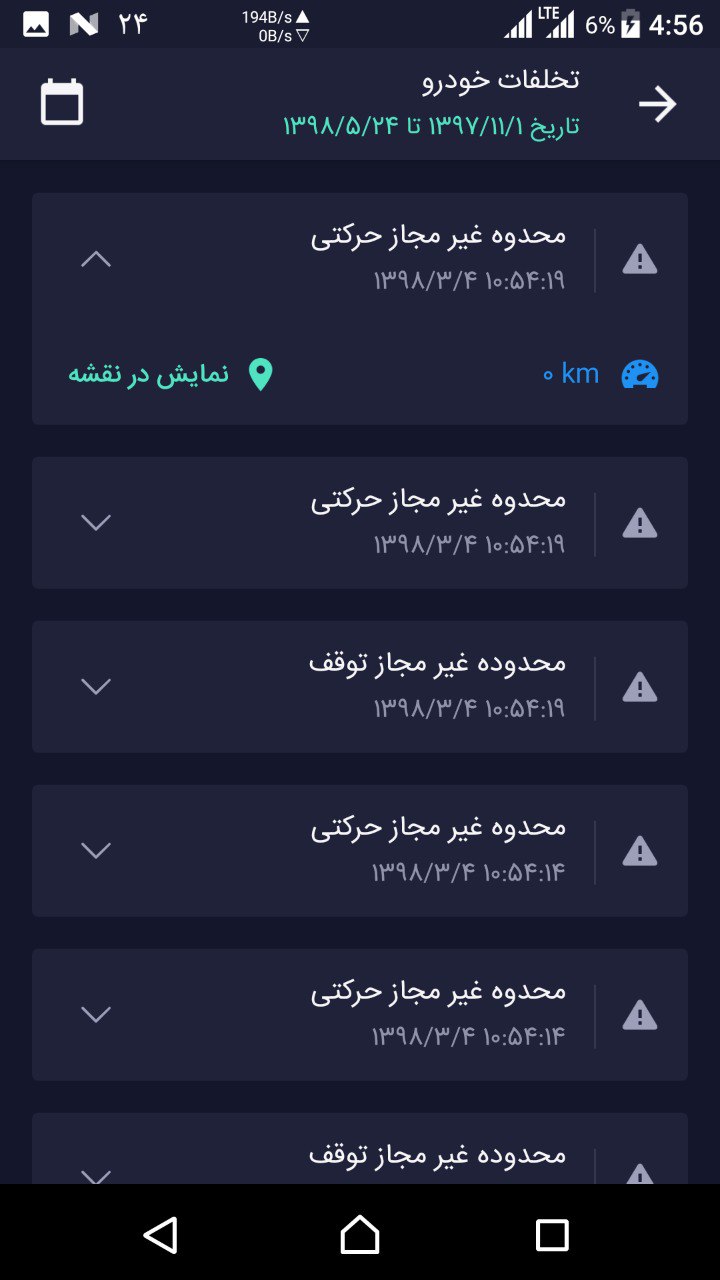 ۲۴ 194B/s 0B/s LTE 6% 4:56
تخلفات خودرو
تاریخ ۱۳۹۷/۱۱/۱ تا ۱۳۹۸/۵/۲۴
محدوه غیر مجاز حرکتی
۱۳۹۸/۳/۴ ۱۰:۵۴:۱۹
۰ km
نمایش در نقشه
محدوه غیر مجاز حرکتی
۱۳۹۸/۳/۴ ۱۰:۵۴:۱۹
محدوده غیر مجاز توقف
۱۳۹۸/۳/۴ ۱۰:۵۴:۱۹
محدوه غیر مجاز حرکتی
۱۳۹۸/۳/۴ ۱۰:۵۴:۱۴
محدوه غیر مجاز حرکتی
۱۳۹۸/۳/۴ ۱۰:۵۴:۱۴
محدوده غیر مجاز توقف